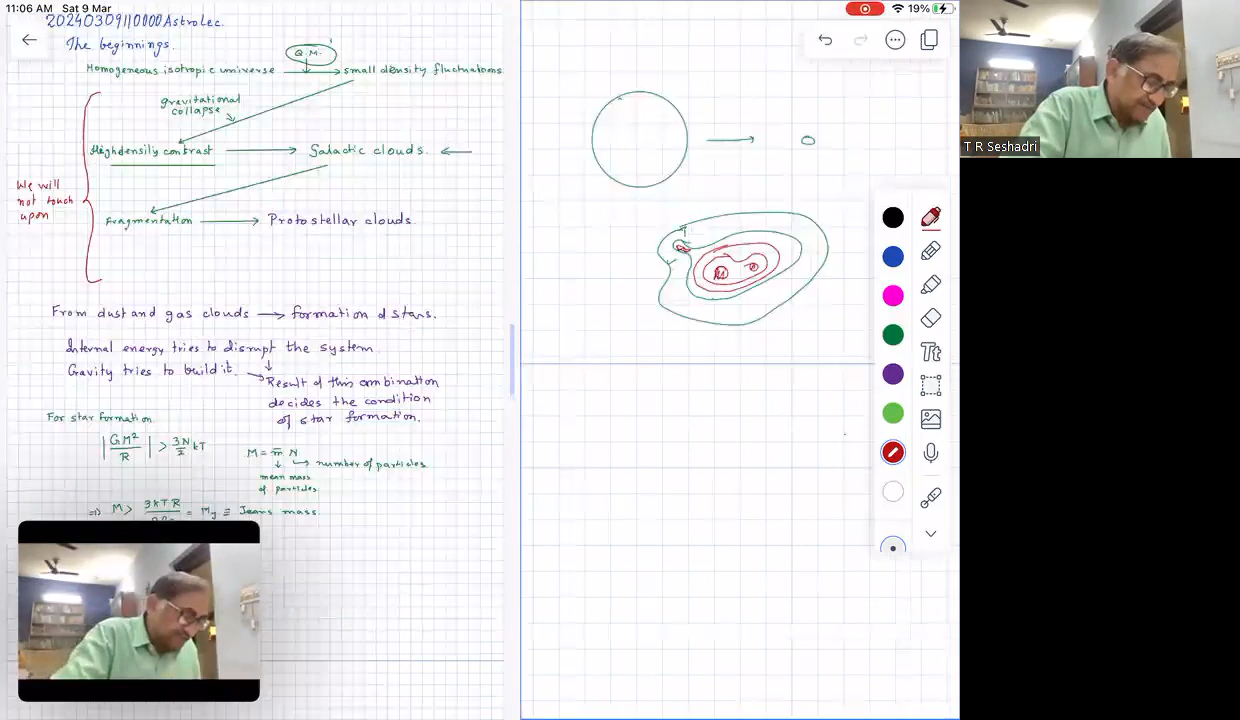 11:06 AM Sat 9 Mar
19%
20240309110000AstroLec.
The beginnings.
Q.M.
Homogeneous isotropic universe → small density fluctuations
gravitational
collapse
High density contrast → Galactic clouds. ←
We will
not touch
upon
Fragmentation → Protostellar clouds.
From dust and gas clouds → formation of stars.
Internal energy tries to disrupt the system
Gravity tries to build it. → Result of this combination
decides the condition
of star formation.
For star formation
|GM²/R| > 3N/2 kT
M = m̄ N
↳ number of particles
mean mass
of particles
⇒ M > 3kTR = MJ ≡ Jeans mass.
Tt
T R Seshadri